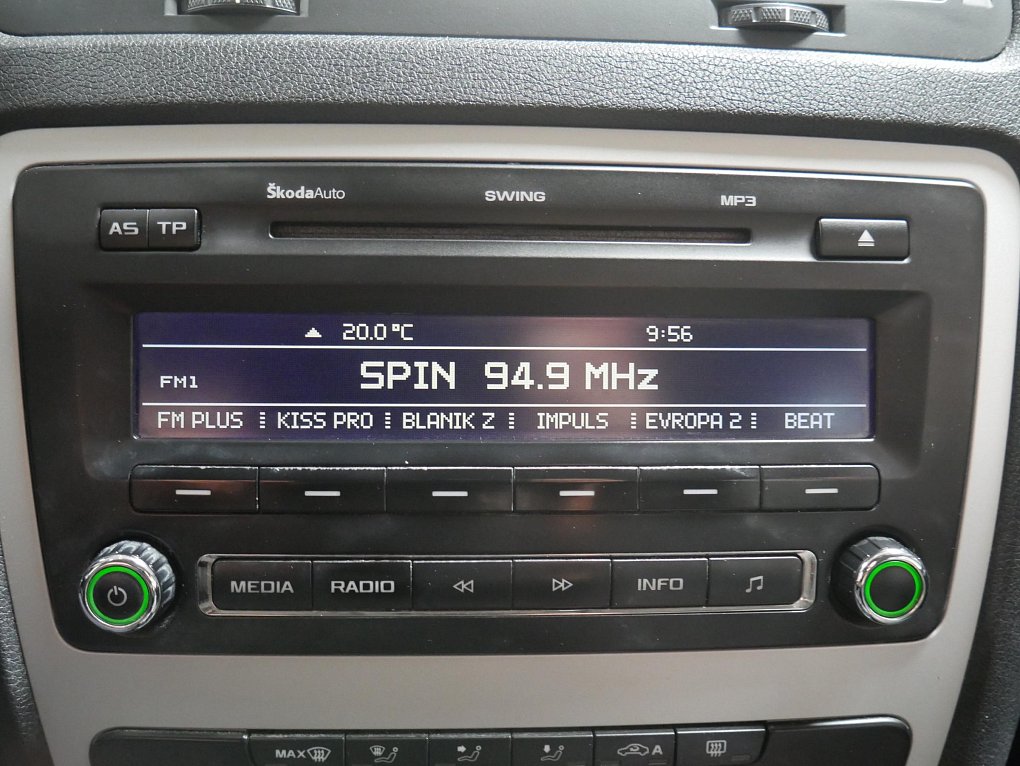 ŠkodaAuto SWING MP3
AS TP
20.0 °C 9:56
FM1 SPIN 94.9 MHz
FM PLUS KISS PRO BLANIK Z IMPULS EVROPA 2 BEAT
MEDIA RADIO INFO
MAX A